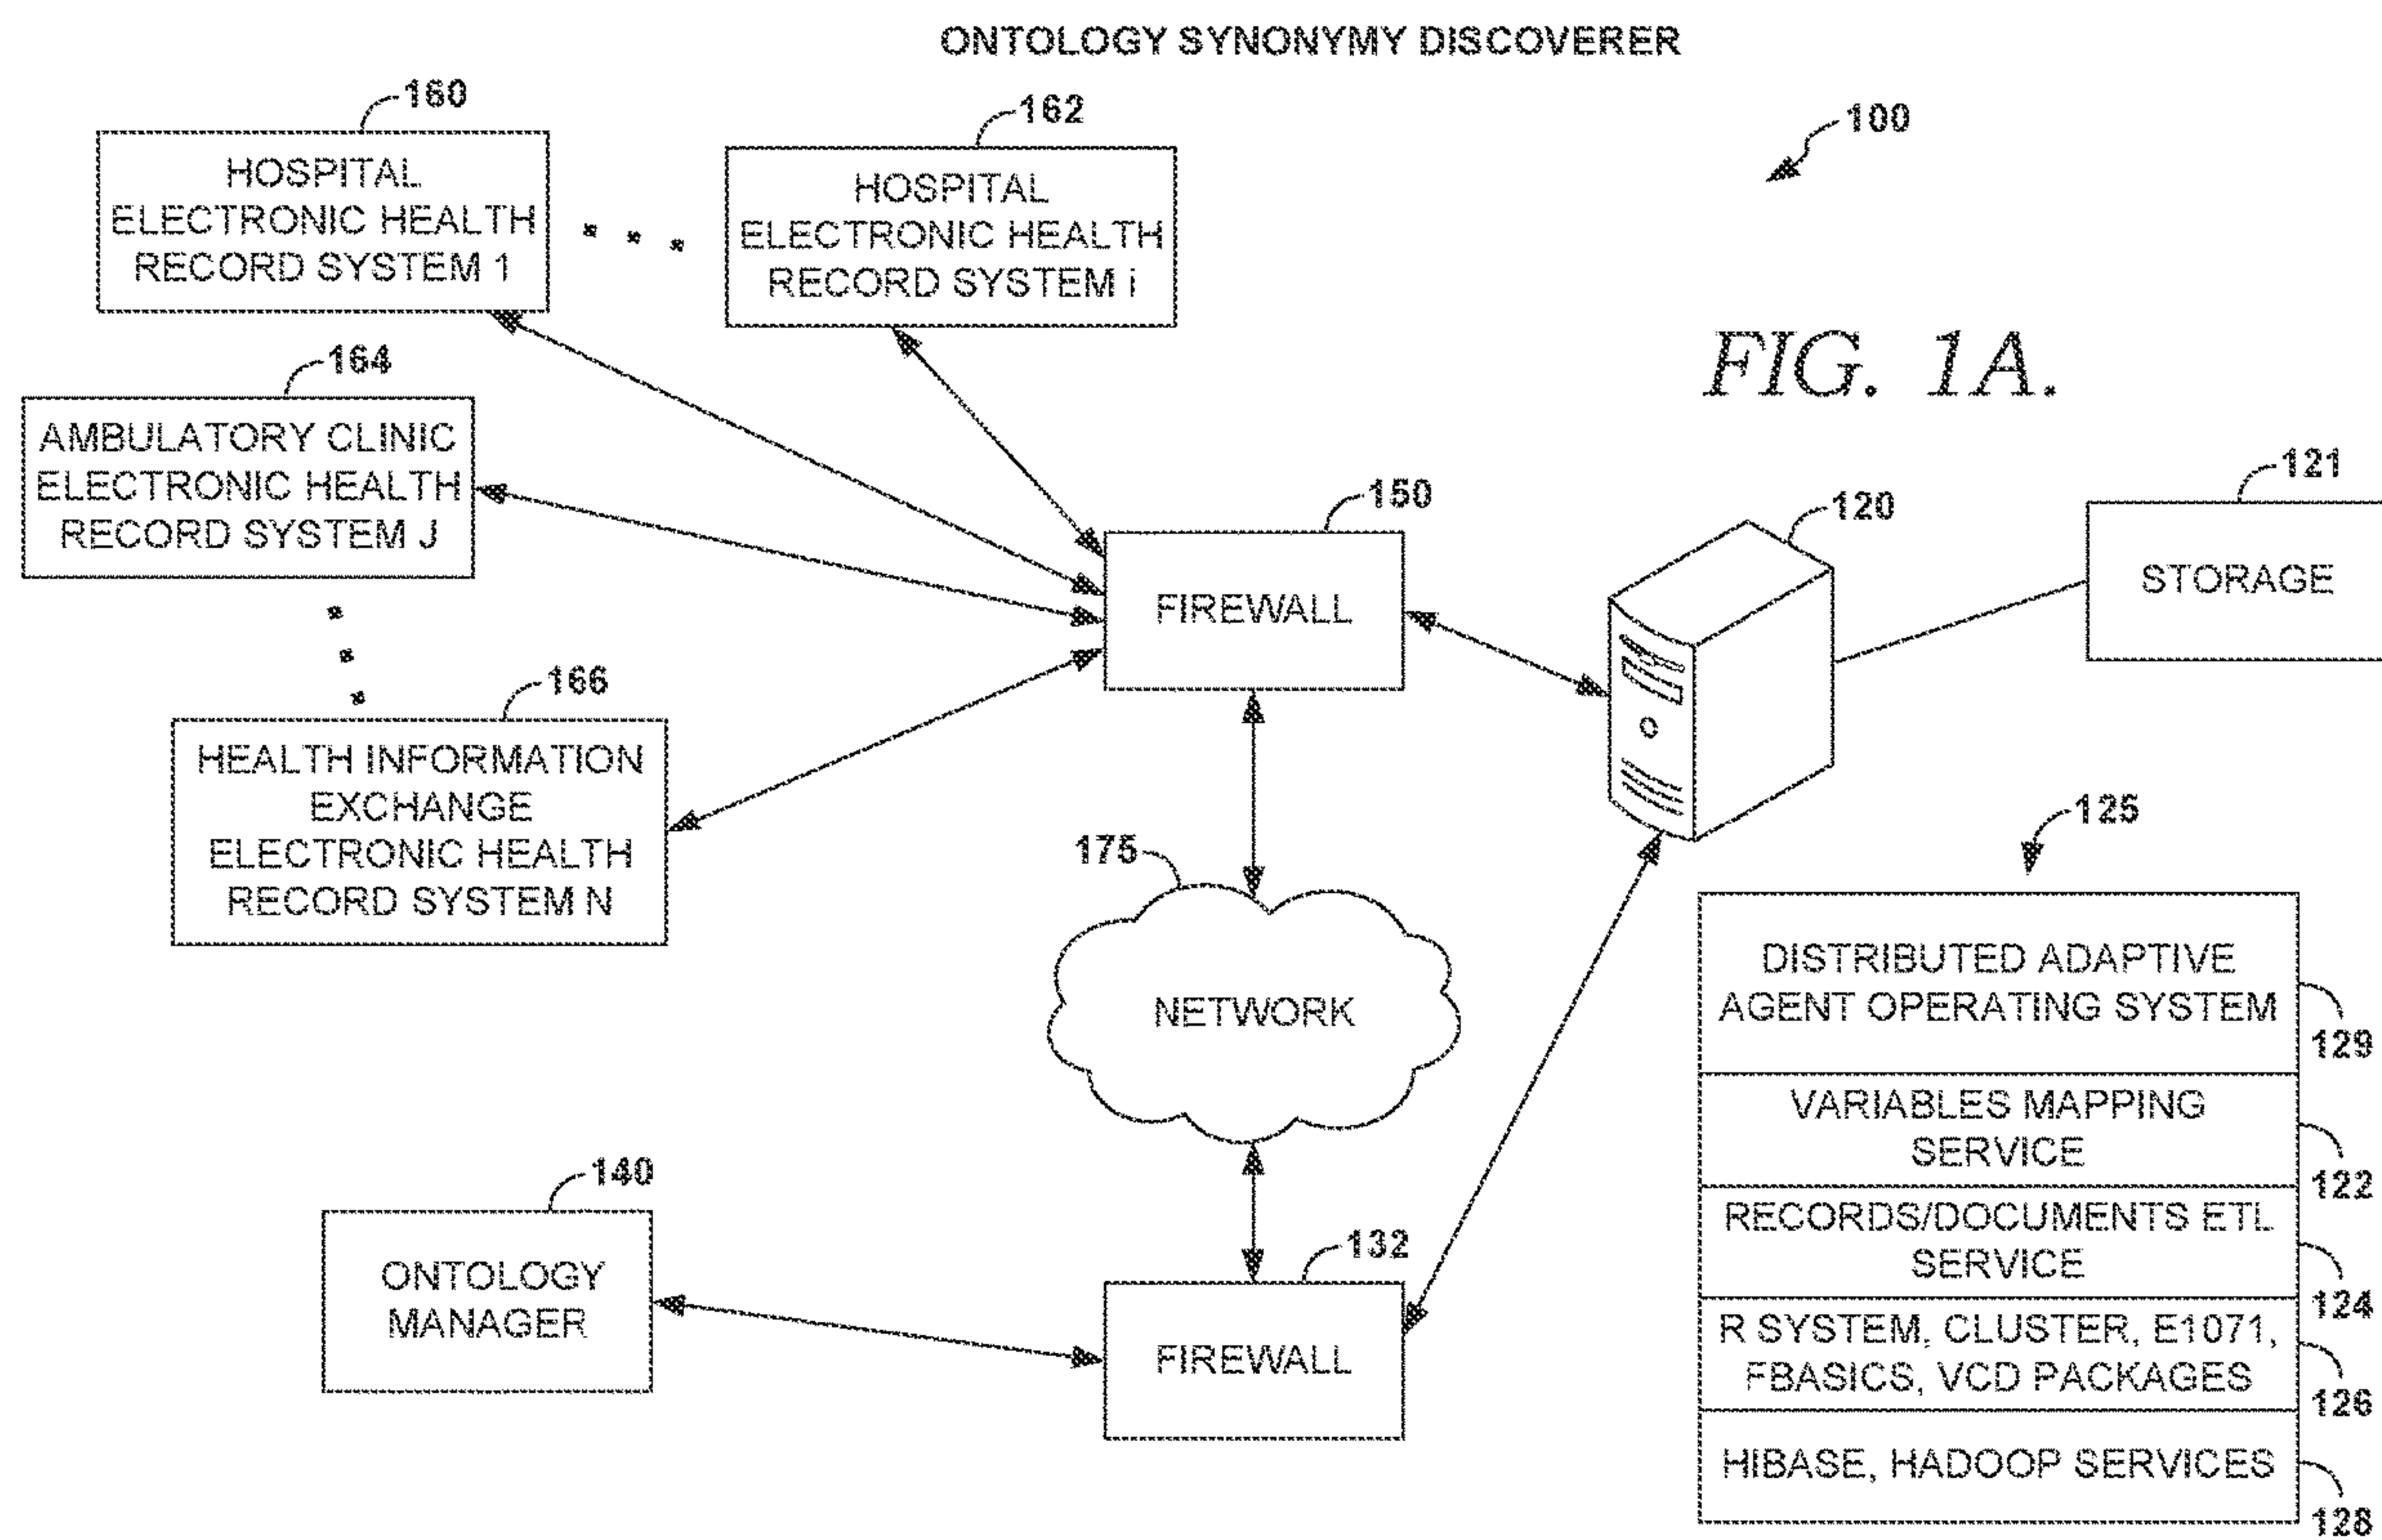 ONTOLOGY SYNONYMY DISCOVERER
160
HOSPITAL
ELECTRONIC HEALTH
RECORD SYSTEM 1
162
HOSPITAL
ELECTRONIC HEALTH
RECORD SYSTEM i
100
FIG. 1A.
164
AMBULATORY CLINIC
ELECTRONIC HEALTH
RECORD SYSTEM J
150
FIREWALL
120
121
STORAGE
166
HEALTH INFORMATION
EXCHANGE
ELECTRONIC HEALTH
RECORD SYSTEM N
175
NETWORK
125
DISTRIBUTED ADAPTIVE
AGENT OPERATING SYSTEM
129
VARIABLES MAPPING
SERVICE
122
RECORDS/DOCUMENTS ETL
SERVICE
124
R SYSTEM, CLUSTER, E1071,
FBASICS, VCD PACKAGES
126
HIBASE, HADOOP SERVICES
128
140
ONTOLOGY
MANAGER
132
FIREWALL